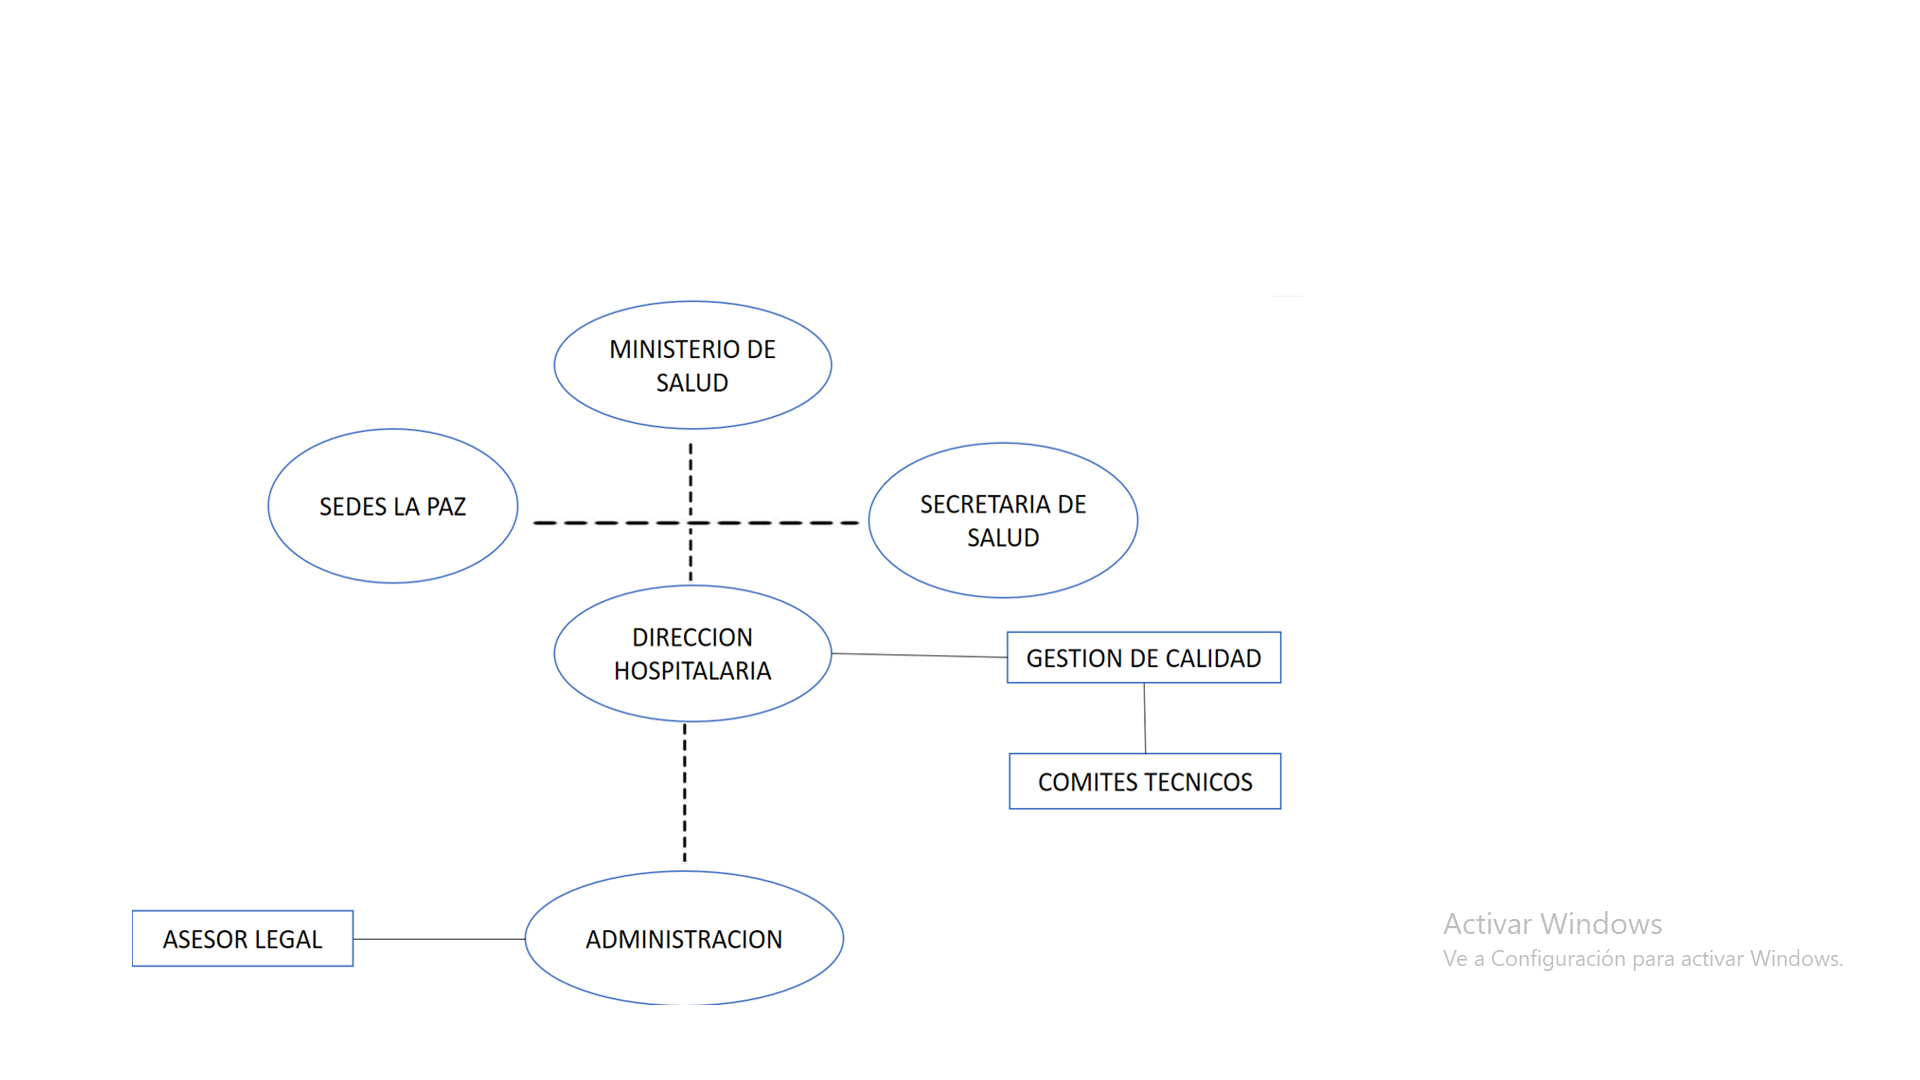 MINISTERIO DE
SALUD
SEDES LA PAZ
SECRETARIA DE
SALUD
DIRECCION
HOSPITALARIA
GESTION DE CALIDAD
COMITES TECNICOS
ASESOR LEGAL
ADMINISTRACION
Activar Windows
Ve a Configuración para activar Windows.